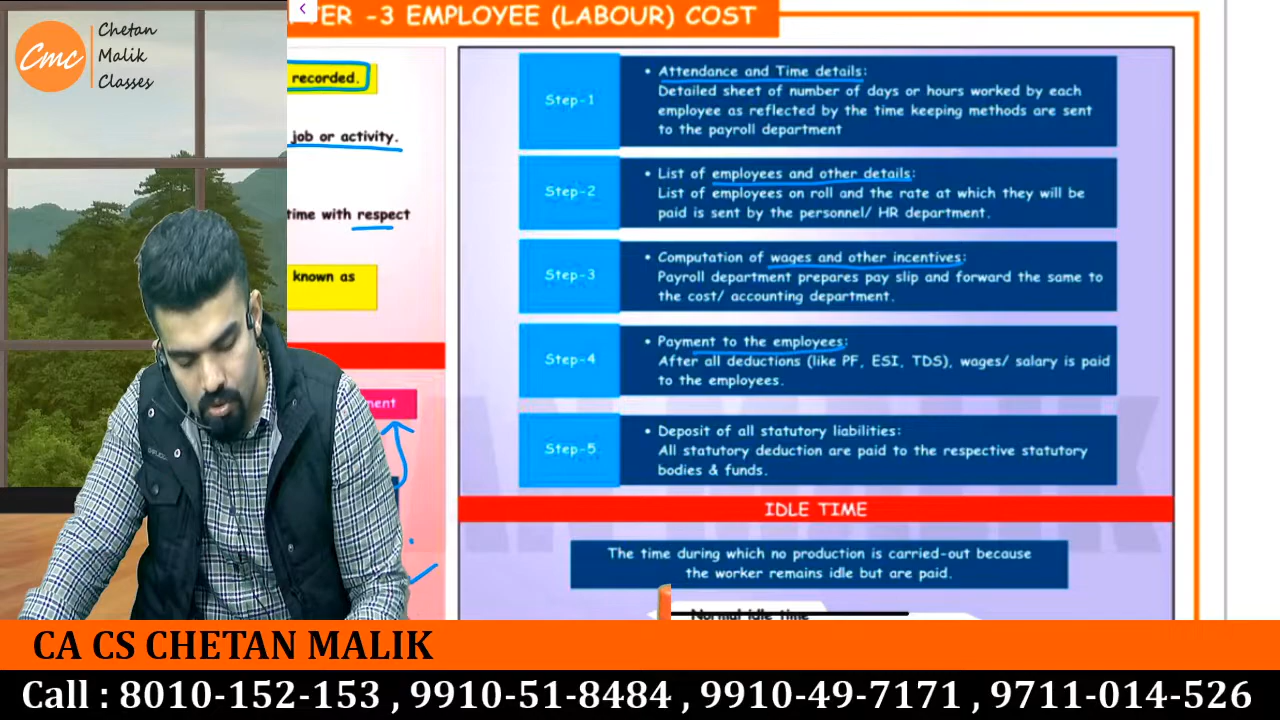 TER -3 EMPLOYEE (LABOUR) COST
Cmc
Chetan
Malik
Classes
recorded.
job or activity.
time with respect
known as
ment
Step-1
• Attendance and Time details:
Detailed sheet of number of days or hours worked by each
employee as reflected by the time keeping methods are sent
to the payroll department
Step-2
• List of employees and other details:
List of employees on roll and the rate at which they will be
paid is sent by the personnel/ HR department.
Step-3
• Computation of wages and other incentives:
Payroll department prepares pay slip and forward the same to
the cost/ accounting department.
Step-4
• Payment to the employees:
After all deductions (like PF, ESI, TDS), wages/ salary is paid
to the employees.
Step-5
• Deposit of all statutory liabilities:
All statutory deduction are paid to the respective statutory
bodies & funds.
IDLE TIME
The time during which no production is carried-out because
the worker remains idle but are paid.
Normal idle time
CA CS CHETAN MALIK
Call : 8010-152-153 , 9910-51-8484 , 9910-49-7171 , 9711-014-526